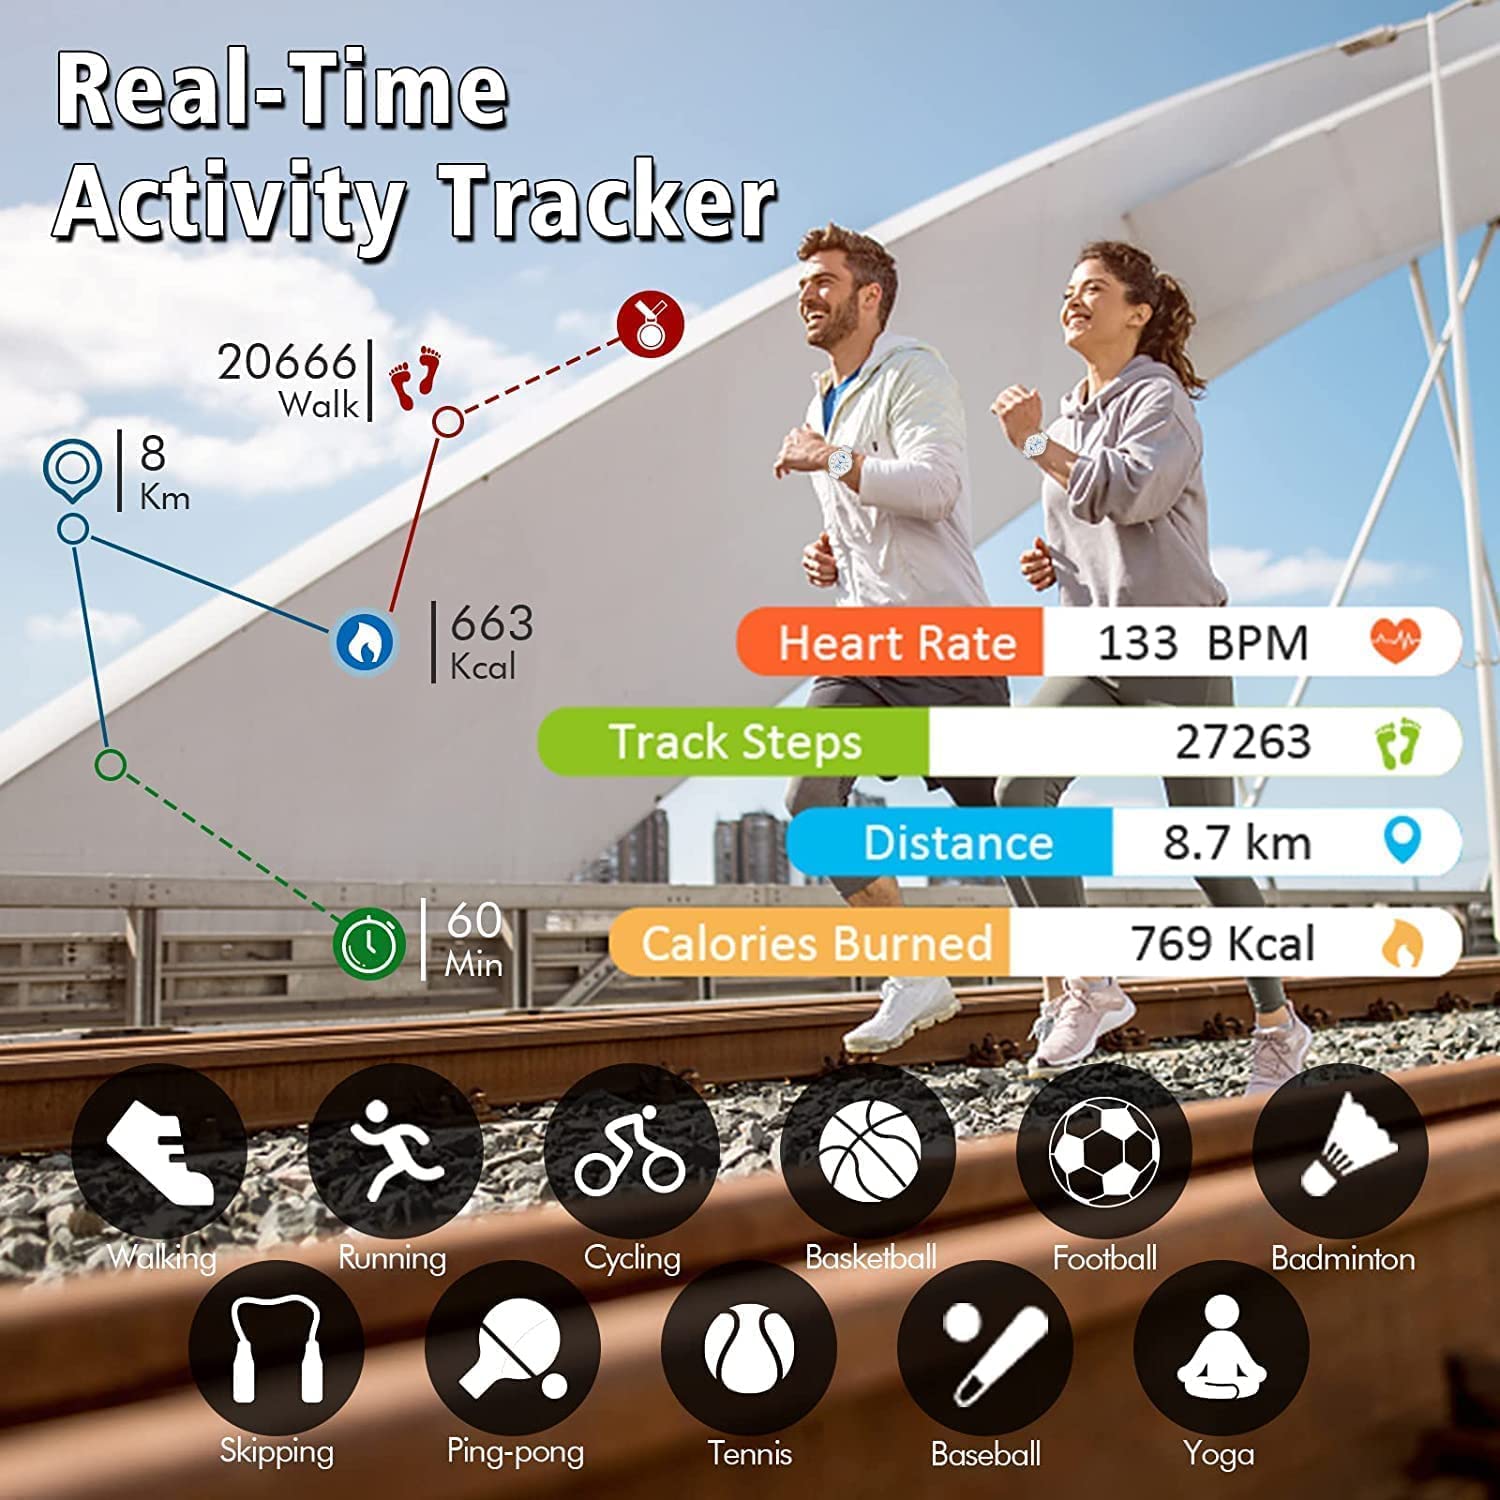 Real-Time
Activity Tracker
20666
Walk
8
Km
663
Kcal
Heart Rate 133 BPM
Track Steps 27263
Distance 8.7 km
Calories Burned 769 Kcal
60
Min
Walking Running Cycling Basketball Football Badminton
Skipping Ping-pong Tennis Baseball Yoga